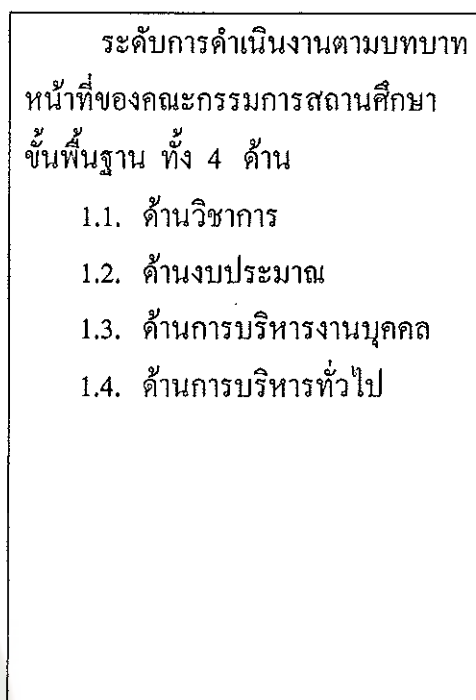 ระดับการดำเนินงานตามบทบาท
หน้าที่ของคณะกรรมการสถานศึกษา
ขั้นพื้นฐาน ทั้ง 4 ด้าน
1.1. ด้านวิชาการ
1.2. ด้านงบประมาณ
1.3. ด้านการบริหารงานบุคคล
1.4. ด้านการบริหารทั่วไป